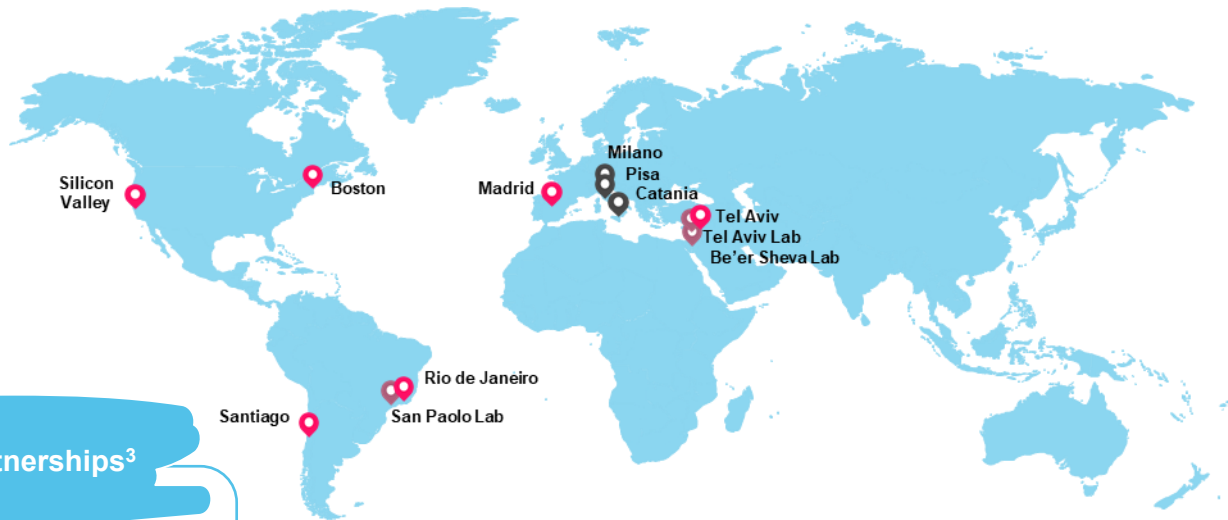 Milano
Pisa
Catania
Silicon
Valley
Boston
Madrid
Tel Aviv
Tel Aviv Lab
Be'er Sheva Lab
Rio de Janeiro
San Paolo Lab
Santiago
tnerships³